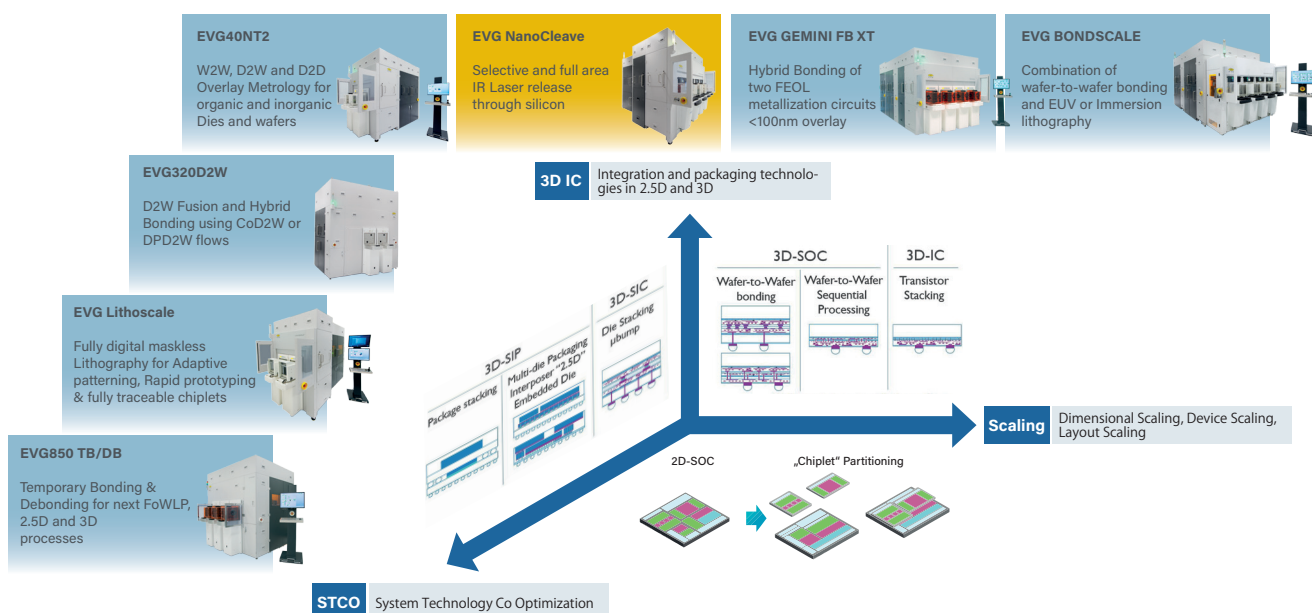 EVG40NT2
W2W, D2W and D2D
Overlay Metrology for
organic and inorganic
Dies and wafers
EVG NanoCleave
Selective and full area
IR Laser release
through silicon
EVG GEMINI FB XT
Hybrid Bonding of
two FEOL
metallization circuits
<100nm overlay
EVG BONDSCALE
Combination of
wafer-to-wafer bonding
and EUV or Immersion
lithography
EVG320D2W
D2W Fusion and Hybrid
Bonding using CoD2W or
DPD2W flows
3D IC
Integration and packaging technolo-
gies in 2.5D and 3D
EVG Lithoscale
Fully digital maskless
Lithography for Adaptive
patterning, Rapid prototyping
& fully traceable chiplets
EVG850 TB/DB
Temporary Bonding &
Debonding for next FoWLP,
2.5D and 3D
processes
3D-SIP
Package stacking
Multi-die Packaging
Interposer "2.5D"
Embedded Die
3D-SIC
Die Stacking
µbump
3D-SOC
Wafer-to-Wafer
bonding
Wafer-to-Wafer
Sequential
Processing
3D-IC
Transistor
Stacking
Scaling
Dimensional Scaling, Device Scaling,
Layout Scaling
2D-SOC
„Chiplet" Partitioning
STCO
System Technology Co Optimization